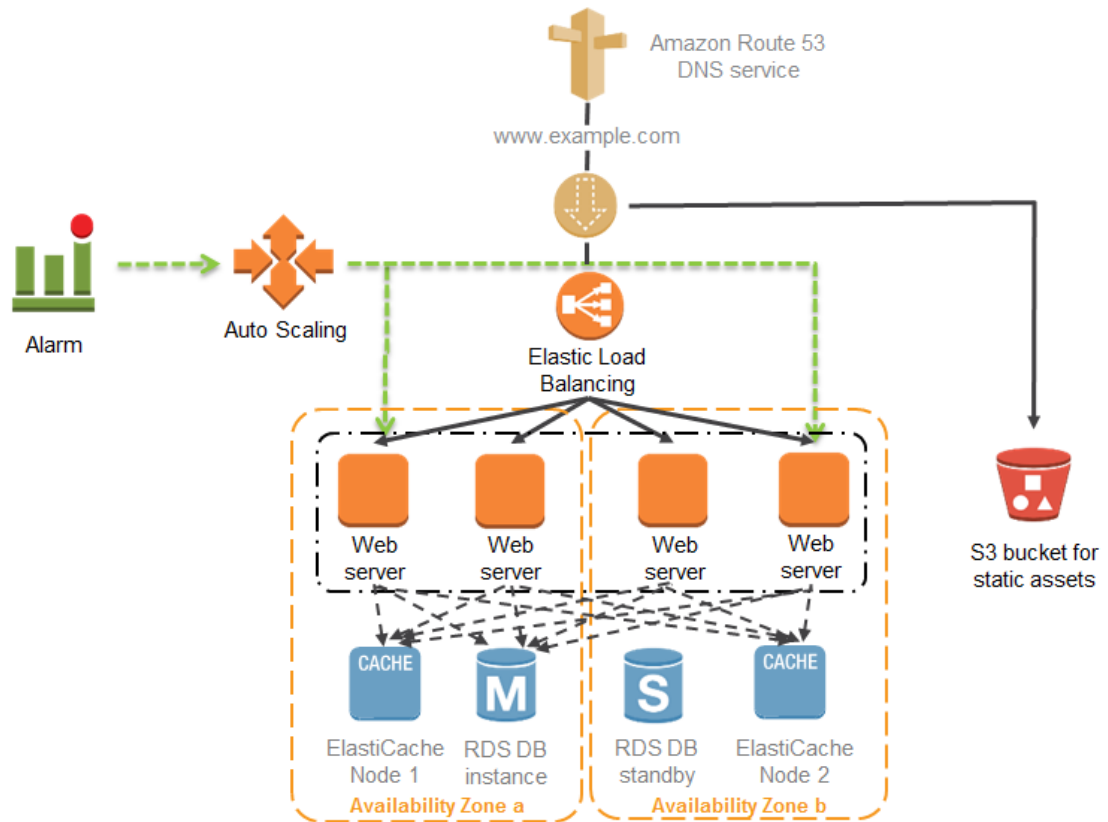 Amazon Route 53
DNS service
www.example.com
Alarm
Auto Scaling
Elastic Load
Balancing
Web
server
Web
server
Web
server
Web
server
S3 bucket for
static assets
CACHE
M
S
CACHE
ElastiCache
Node 1
RDS DB
instance
RDS DB
standby
ElastiCache
Node 2
Availability Zone a
Availability Zone b